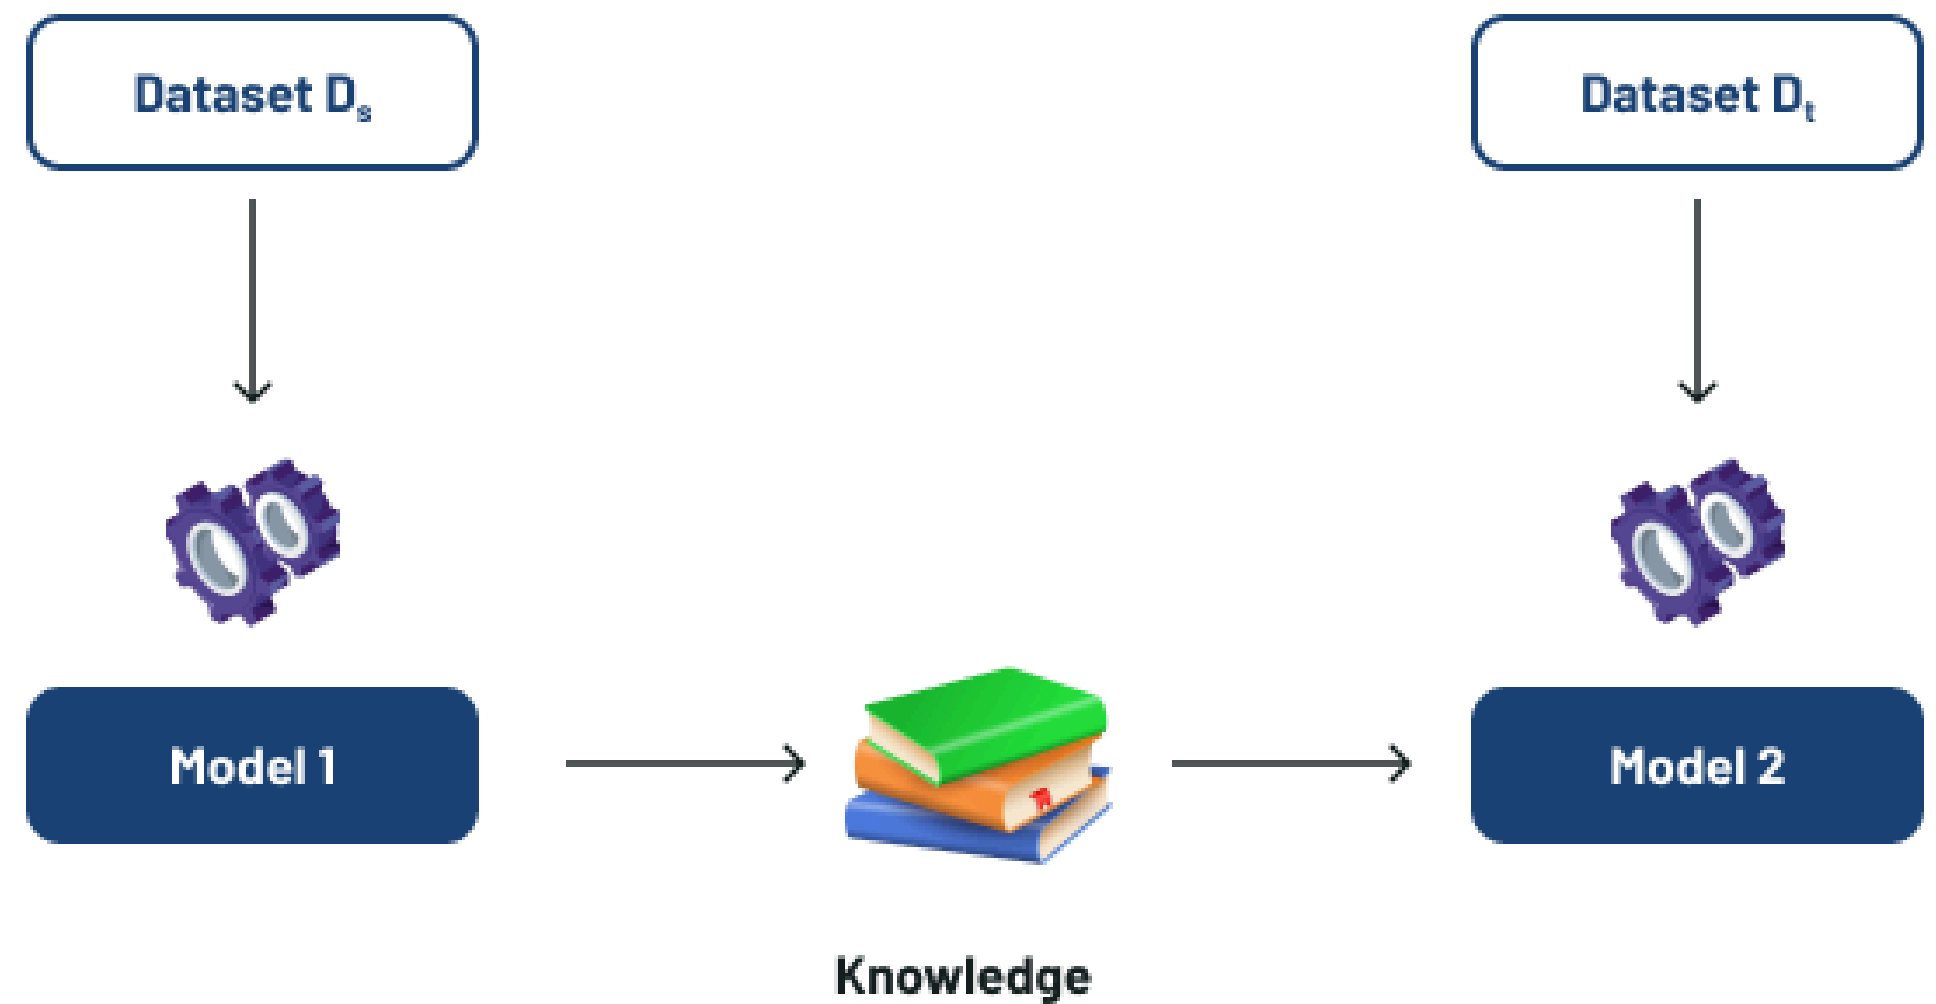 Dataset Dₛ
Dataset Dₜ
Model 1
Model 2
Knowledge